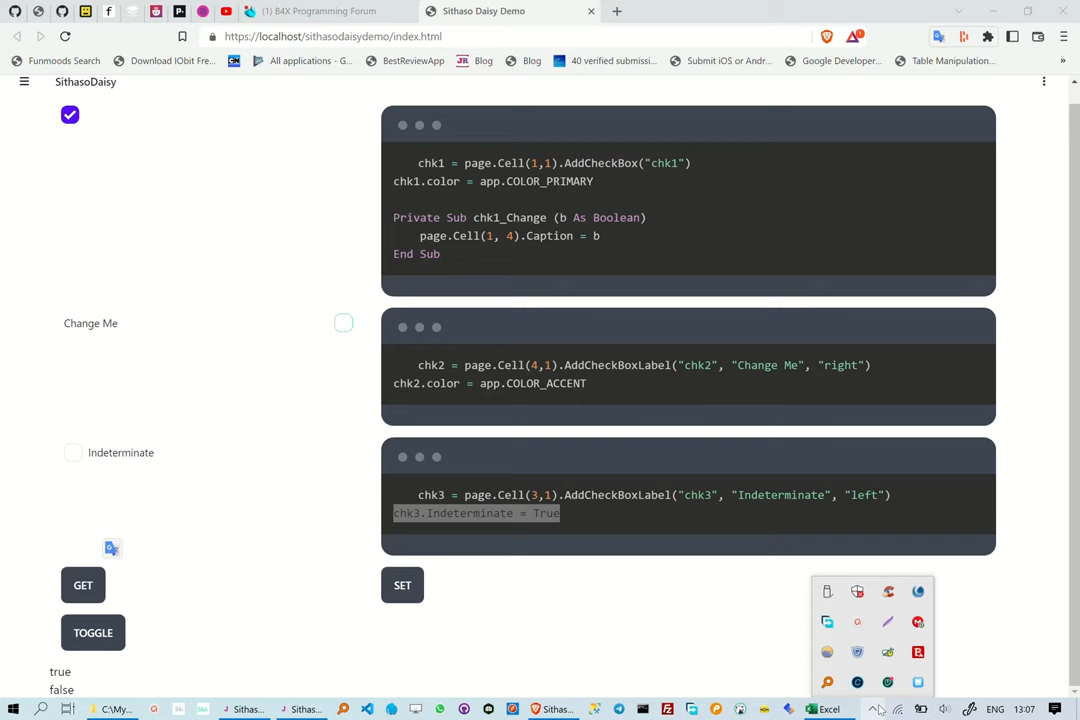 (1) B4X Programming Forum
Sithaso Daisy Demo
https://localhost/sithasodaisydemo/index.html
Funmoods Search
Download IObit Fre...
All applications - G...
BestReviewApp
JR Blog
Blog
40 verified submissi...
Submit iOS or Andr...
Google Developer...
Table Manipulation...
»
SithasoDaisy
chk1 = page.Cell(1,1).AddCheckBox("chk1")
chk1.color = app.COLOR_PRIMARY
Private Sub chk1_Change (b As Boolean)
page.Cell(1, 4).Caption = b
End Sub
Change Me
chk2 = page.Cell(4,1).AddCheckBoxLabel("chk2", "Change Me", "right")
chk2.color = app.COLOR_ACCENT
Indeterminate
chk3 = page.Cell(3,1).AddCheckBoxLabel("chk3", "Indeterminate", "left")
chk3.Indeterminate = True
GET
SET
TOGGLE
true
false
C:\My...
Sithas...
Sithas...
Sithas...
Excel
ENG
13:07